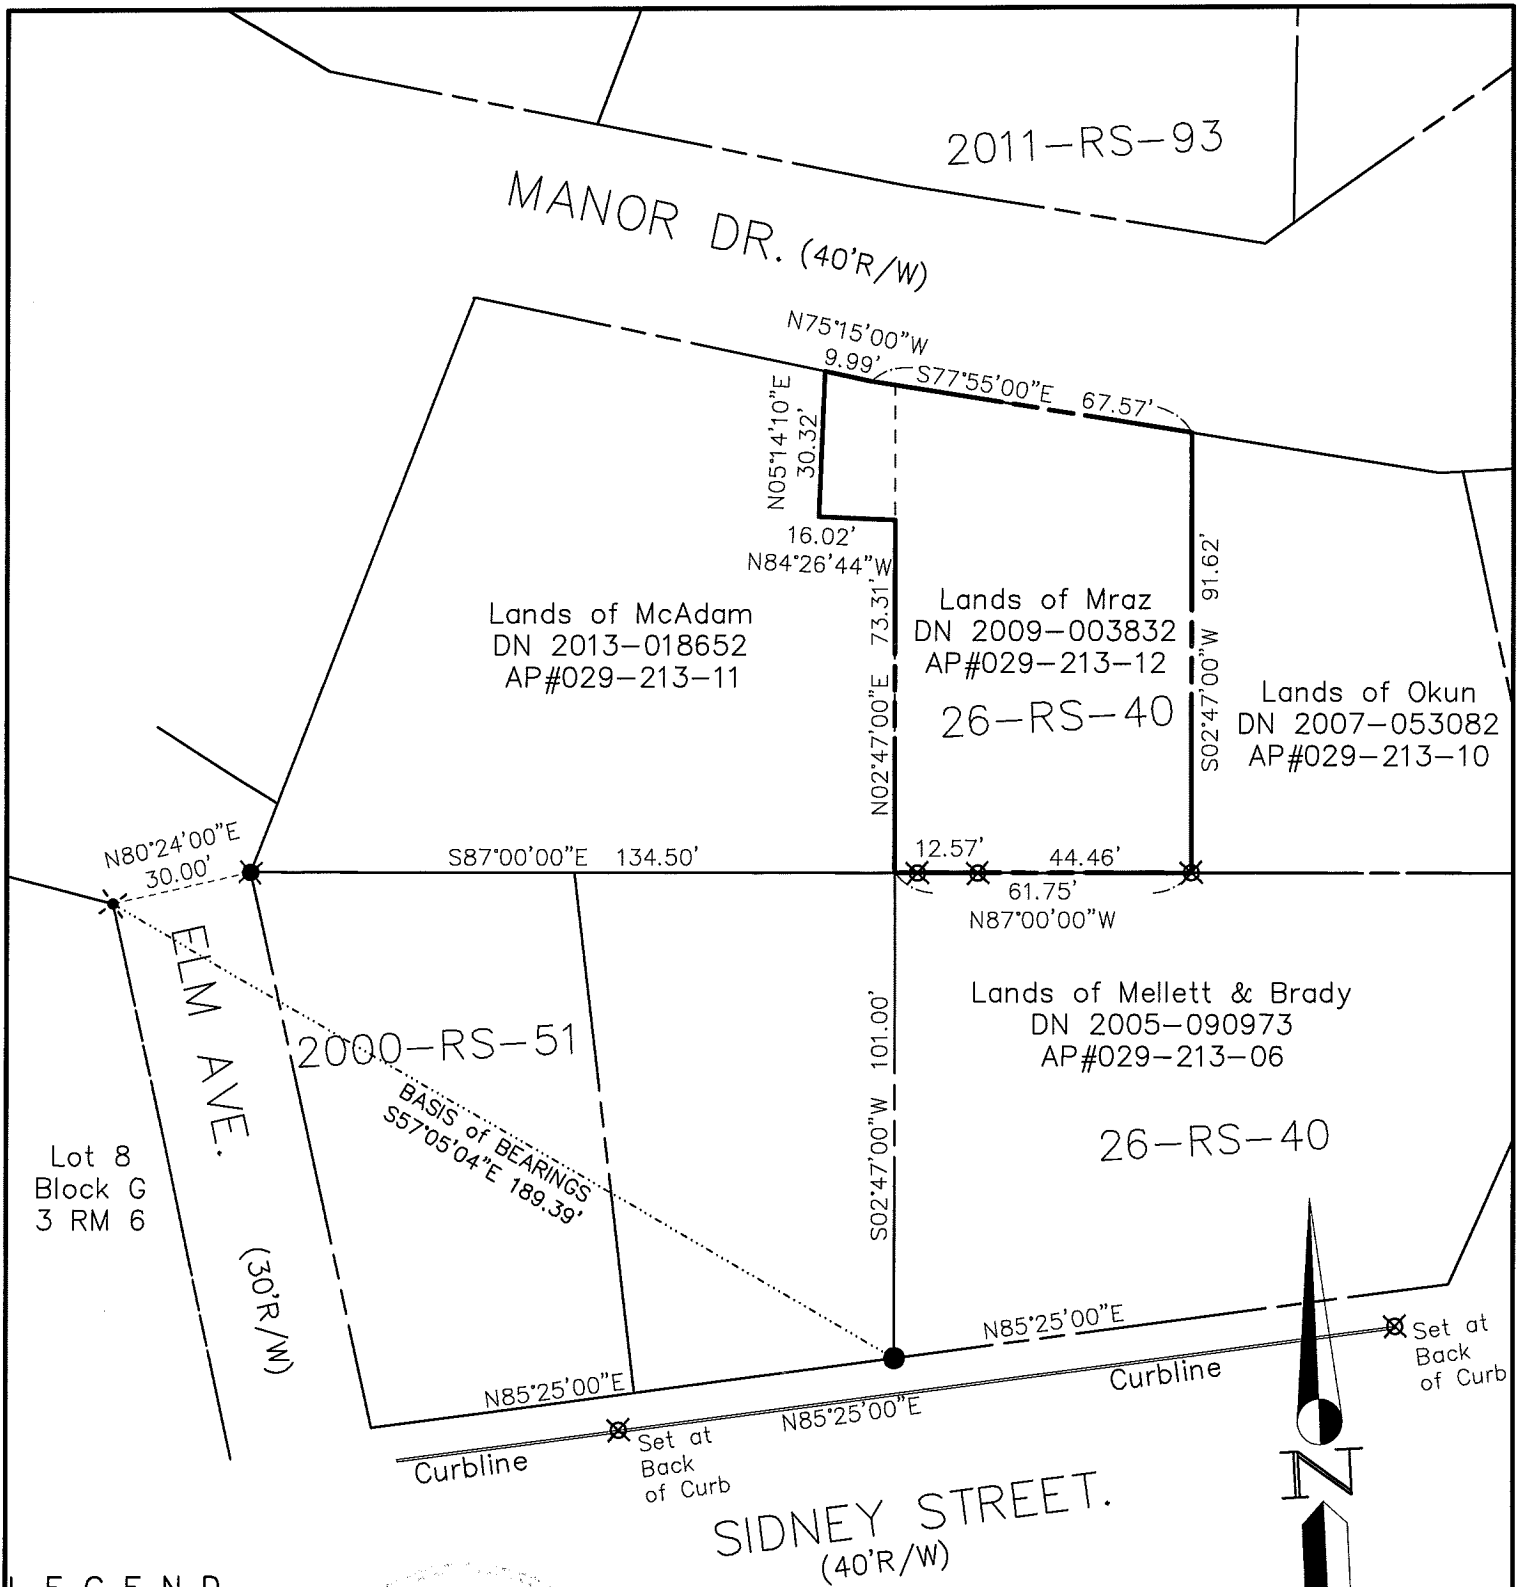 2011-RS-93
MANOR DR. (40'R/W)
N75°15'00"W
9.99'
S77°55'00"E 67.57'
N05°14'10"E
30.32'
16.02'
N84°26'44"W
N02°47'00"E 73.31'
S02°47'00"W 91.62'
Lands of McAdam
DN 2013-018652
AP#029-213-11
Lands of Mraz
DN 2009-003832
AP#029-213-12
26-RS-40
Lands of Okun
DN 2007-053082
AP#029-213-10
N80°24'00"E
30.00'
S87°00'00"E 134.50'
12.57'
44.46'
61.75'
N87°00'00"W
ELM AVE.
(30'R/W)
2000-RS-51
BASIS of BEARINGS
S57°05'04"E 189.39'
S02°47'00"W 101.00'
Lands of Mellett & Brady
DN 2005-090973
AP#029-213-06
26-RS-40
Lot 8
Block G
3 RM 6
N85°25'00"E
N85°25'00"E
N85°25'00"E
Curbline
Curbline
Set at
Back
of Curb
Set at
Back
of Curb
SIDNEY STREET.
(40'R/W)
N
LEGEND